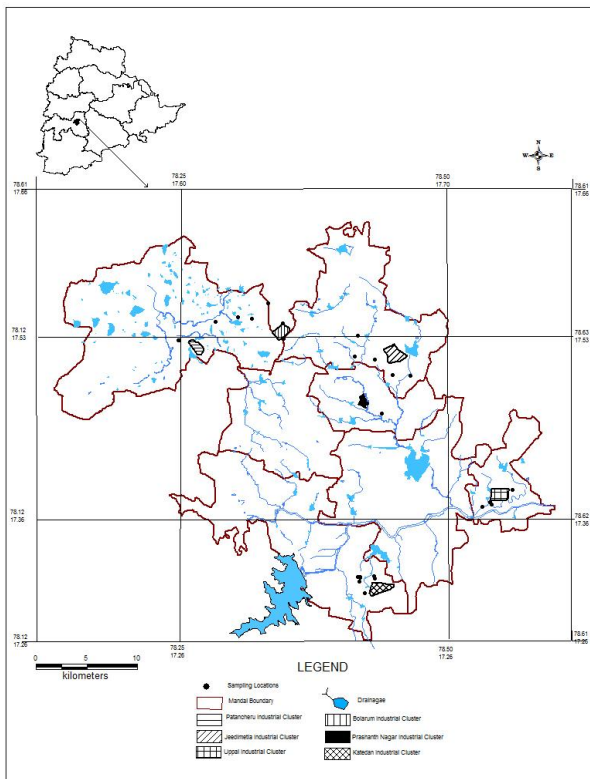 N
W E
S
78.61
17.66
78.25
17.60
78.50
17.70
78.61
17.66
78.12
17.53
78.63
17.53
78.12
17.36
78.62
17.36
78.12
17.26
78.26
17.26
78.50
17.26
78.61
17.26
0 5 10
kilometers
LEGEND
Sampling Locations
Drainagae
Mandal Boundary
Patancheru Industrial Cluster
Bolarum Industrial Cluster
Jeedimetla Industrial Cluster
Prashanth Nagar Industrial Cluster
Uppal Industrial Cluster
Katedan Industrial Cluster